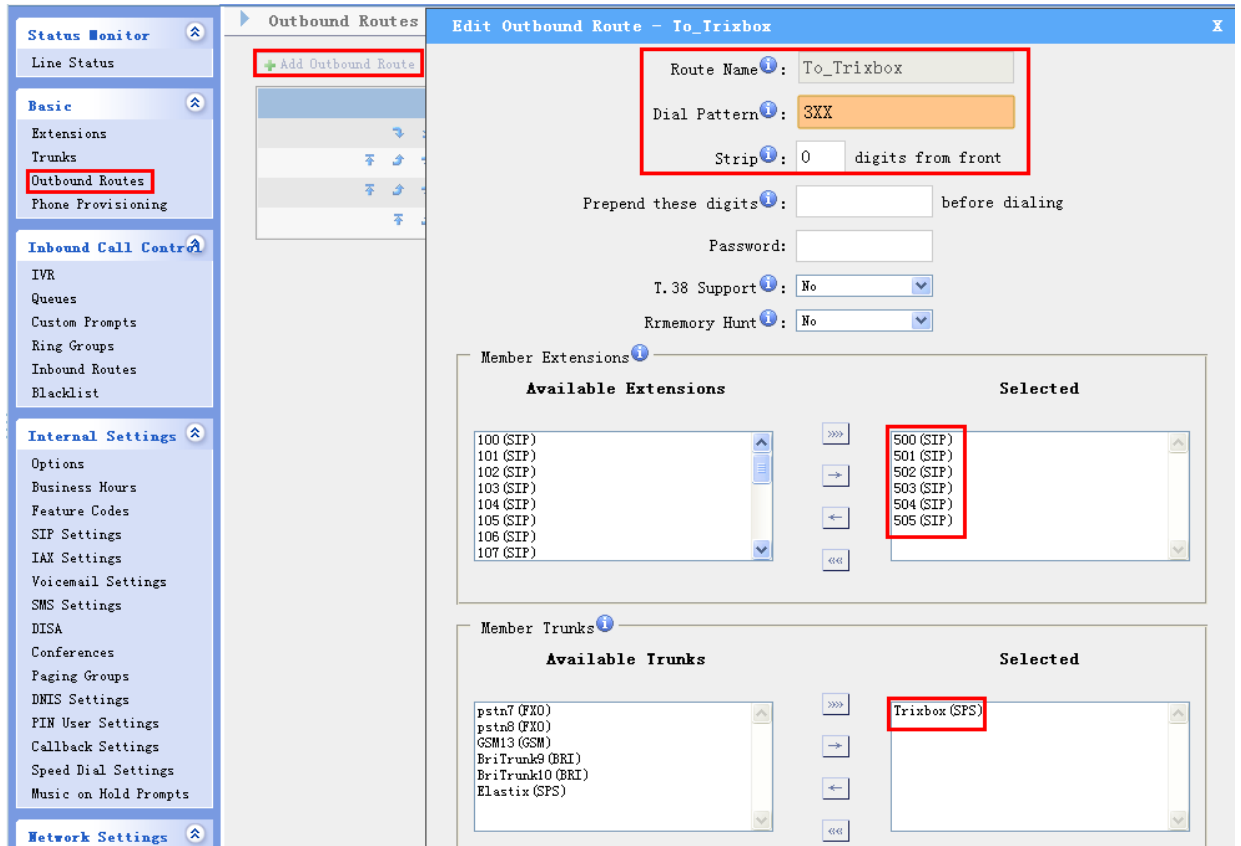 Status Monitor
Line Status
Basic
Extensions
Trunks
Outbound Routes
Phone Provisioning
Inbound Call Control
IVR
Queues
Custom Prompts
Ring Groups
Inbound Routes
Blacklist
Internal Settings
Options
Business Hours
Feature Codes
SIP Settings
IAX Settings
Voicemail Settings
SMS Settings
DISA
Conferences
Paging Groups
DNIS Settings
PIN User Settings
Callback Settings
Speed Dial Settings
Music on Hold Prompts
Network Settings
Outbound Routes
Add Outbound Route
Edit Outbound Route - To_Trixbox X
Route Name: To_Trixbox
Dial Pattern: 3XX
Strip: 0 digits from front
Prepend these digits: before dialing
Password:
T.38 Support: No
Rrmemory Hunt: No
Member Extensions
Available Extensions
Selected
100(SIP)
101(SIP)
102(SIP)
103(SIP)
104(SIP)
105(SIP)
106(SIP)
107(SIP)
500(SIP)
501(SIP)
502(SIP)
503(SIP)
504(SIP)
505(SIP)
Member Trunks
Available Trunks
Selected
pstn7(FXO)
pstn8(FXO)
GSM13(GSM)
BriTrunk9(BRI)
BriTrunk10(BRI)
Elastix(SPS)
Trixbox(SPS)